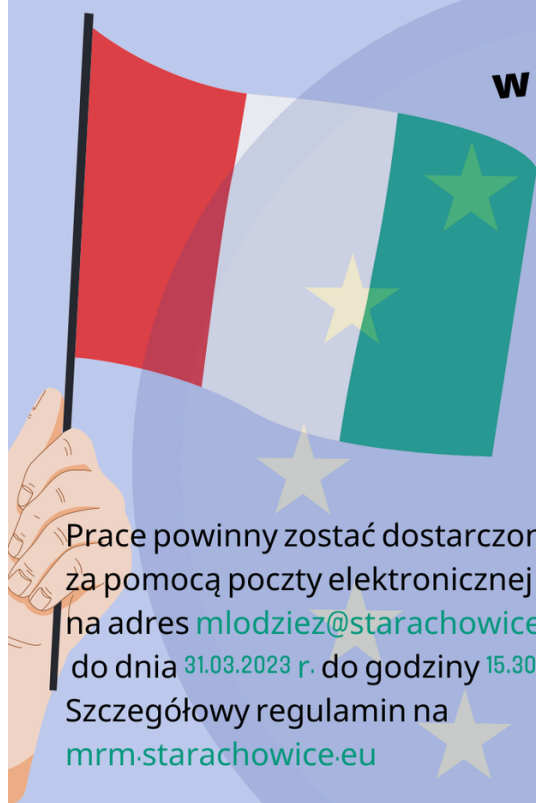 w
Prace powinny zostać dostarczon
za pomocą poczty elektronicznej
na adres mlodziez@starachowice
do dnia 31.03.2023 r. do godziny 15.30
Szczegółowy regulamin na
mrm.starachowice.eu